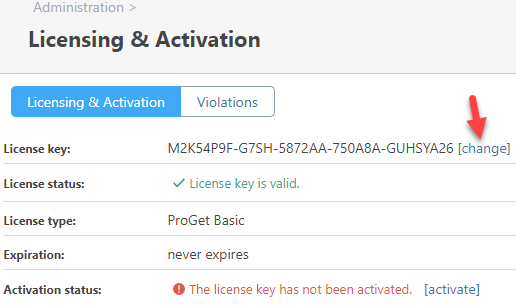 Administration >
Licensing & Activation
Licensing & Activation Violations
License key: M2K54P9F-G7SH-5872AA-750A8A-GUHSYA26 [change]
License status: License key is valid.
License type: ProGet Basic
Expiration: never expires
Activation status: The license key has not been activated. [activate]